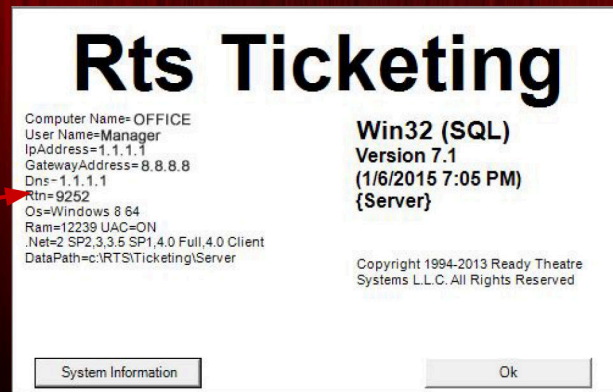 Rts Ticketing
Computer Name=OFFICE
User Name=Manager
IpAddress=1.1.1.1
GatewayAddress=8.8.8.8
Dns=1.1.1.1
Rtn=9252
Os=Windows 8 64
Ram=12239 UAC=ON
.Net=2 SP2,3,3.5 SP1,4.0 Full,4.0 Client
DataPath=c:\RTS\Ticketing\Server
Win32 (SQL)
Version 7.1
(1/6/2015 7:05 PM)
{Server}
Copyright 1994-2013 Ready Theatre
Systems L.L.C. All Rights Reserved
System Information
Ok